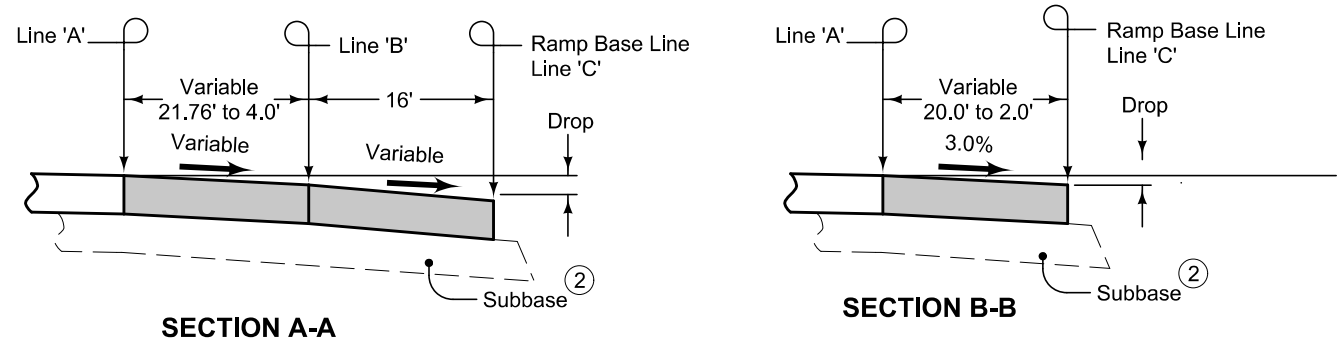 Line 'A'
Line 'B'
Ramp Base Line
Line 'C'
Variable
21.76' to 4.0'
16'
Drop
Variable
Variable
Subbase
2
SECTION A-A
Line 'A'
Ramp Base Line
Line 'C'
Variable
20.0' to 2.0'
Drop
3.0%
Subbase
2
SECTION B-B